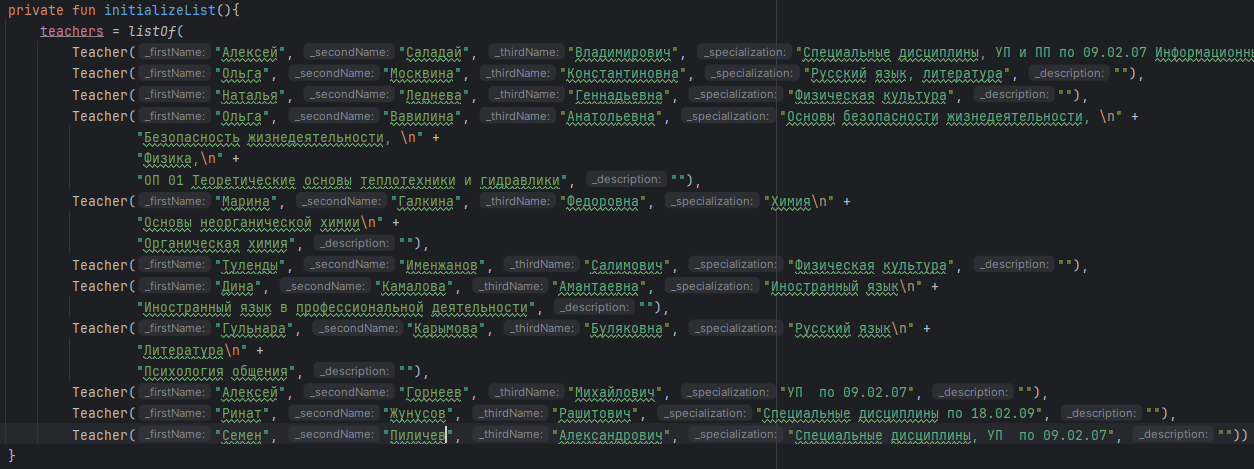 private fun initializeList(){
teachers = listOf(
Teacher( _firstName: "Алексей", _secondName: "Саладай", _thirdName: "Владимирович", _specialization: "Специальные дисциплины, УП и ПП по 09.02.07 Информационны
Teacher( _firstName: "Ольга", _secondName: "Москвина", _thirdName: "Константиновна", _specialization: "Русский язык, литература", _description: ""),
Teacher( _firstName: "Наталья", _secondName: "Леднева", _thirdName: "Геннадьевна", _specialization: "Физическая культура", _description: ""),
Teacher( _firstName: "Ольга", _secondName: "Вавилина", _thirdName: "Анатольевна", _specialization: "Основы безопасности жизнедеятельности, \n" +
"Безопасность жизнедеятельности, \n" +
"Физика,\n" +
"ОП 01 Теоретические основы теплотехники и гидравлики", _description: ""),
Teacher( _firstName: "Марина", _secondName: "Галкина", _thirdName: "Федоровна", _specialization: "Химия\n" +
"Основы неорганической химии\n" +
"Органическая химия", _description: ""),
Teacher( _firstName: "Туленды", _secondName: "Именжанов", _thirdName: "Салимович", _specialization: "Физическая культура", _description: ""),
Teacher( _firstName: "Дина", _secondName: "Камалова", _thirdName: "Амантаевна", _specialization: "Иностранный язык\n" +
"Иностранный язык в профессиональной деятельности", _description: ""),
Teacher( _firstName: "Гульнара", _secondName: "Карымова", _thirdName: "Буляковна", _specialization: "Русский язык\n" +
"Литература\n" +
"Психология общения", _description: ""),
Teacher( _firstName: "Алексей", _secondName: "Горнеев", _thirdName: "Михайлович", _specialization: "УП  по 09.02.07", _description: ""),
Teacher( _firstName: "Ринат", _secondName: "Жунусов", _thirdName: "Рашитович", _specialization: "Специальные дисциплины по 18.02.09", _description: ""),
Teacher( _firstName: "Семен", _secondName: "Пиличев", _thirdName: "Александрович", _specialization: "Специальные дисциплины, УП  по 09.02.07", _description: ""))
}